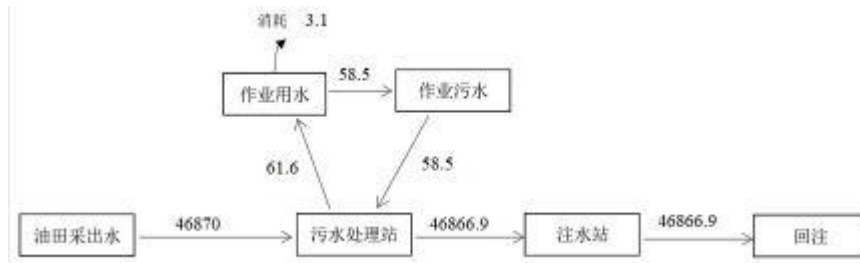 消耗 3.1
58.5
作业用水
作业污水
61.6
58.5
46870
46866.9
46866.9
油田采出水
污水处理站
注水站
回注